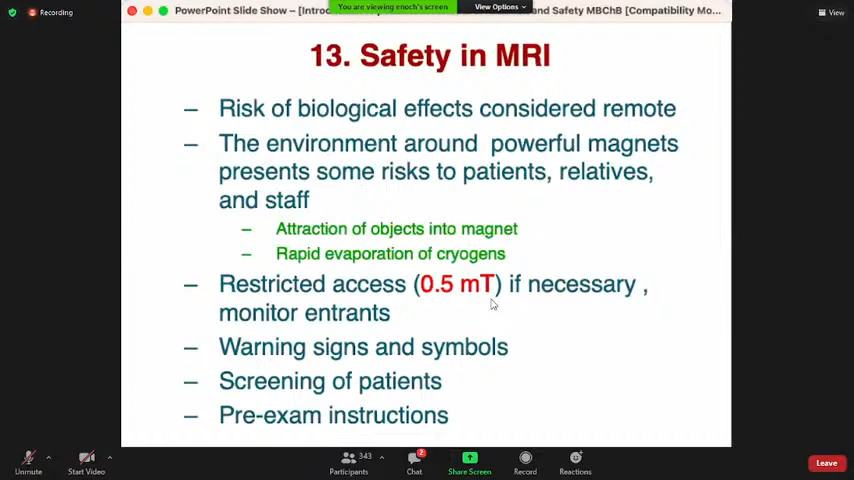 Recording
PowerPoint Slide Show – [Intro
You are viewing enoch's screen
View Options
and Safety MBChB [Compatibility Mo...
View
13. Safety in MRI
– Risk of biological effects considered remote
– The environment around powerful magnets
presents some risks to patients, relatives,
and staff
– Attraction of objects into magnet
– Rapid evaporation of cryogens
– Restricted access (0.5 mT) if necessary ,
monitor entrants
– Warning signs and symbols
– Screening of patients
– Pre-exam instructions
Unmute
Start Video
343
Participants
2
Chat
Share Screen
Record
Reactions
Leave